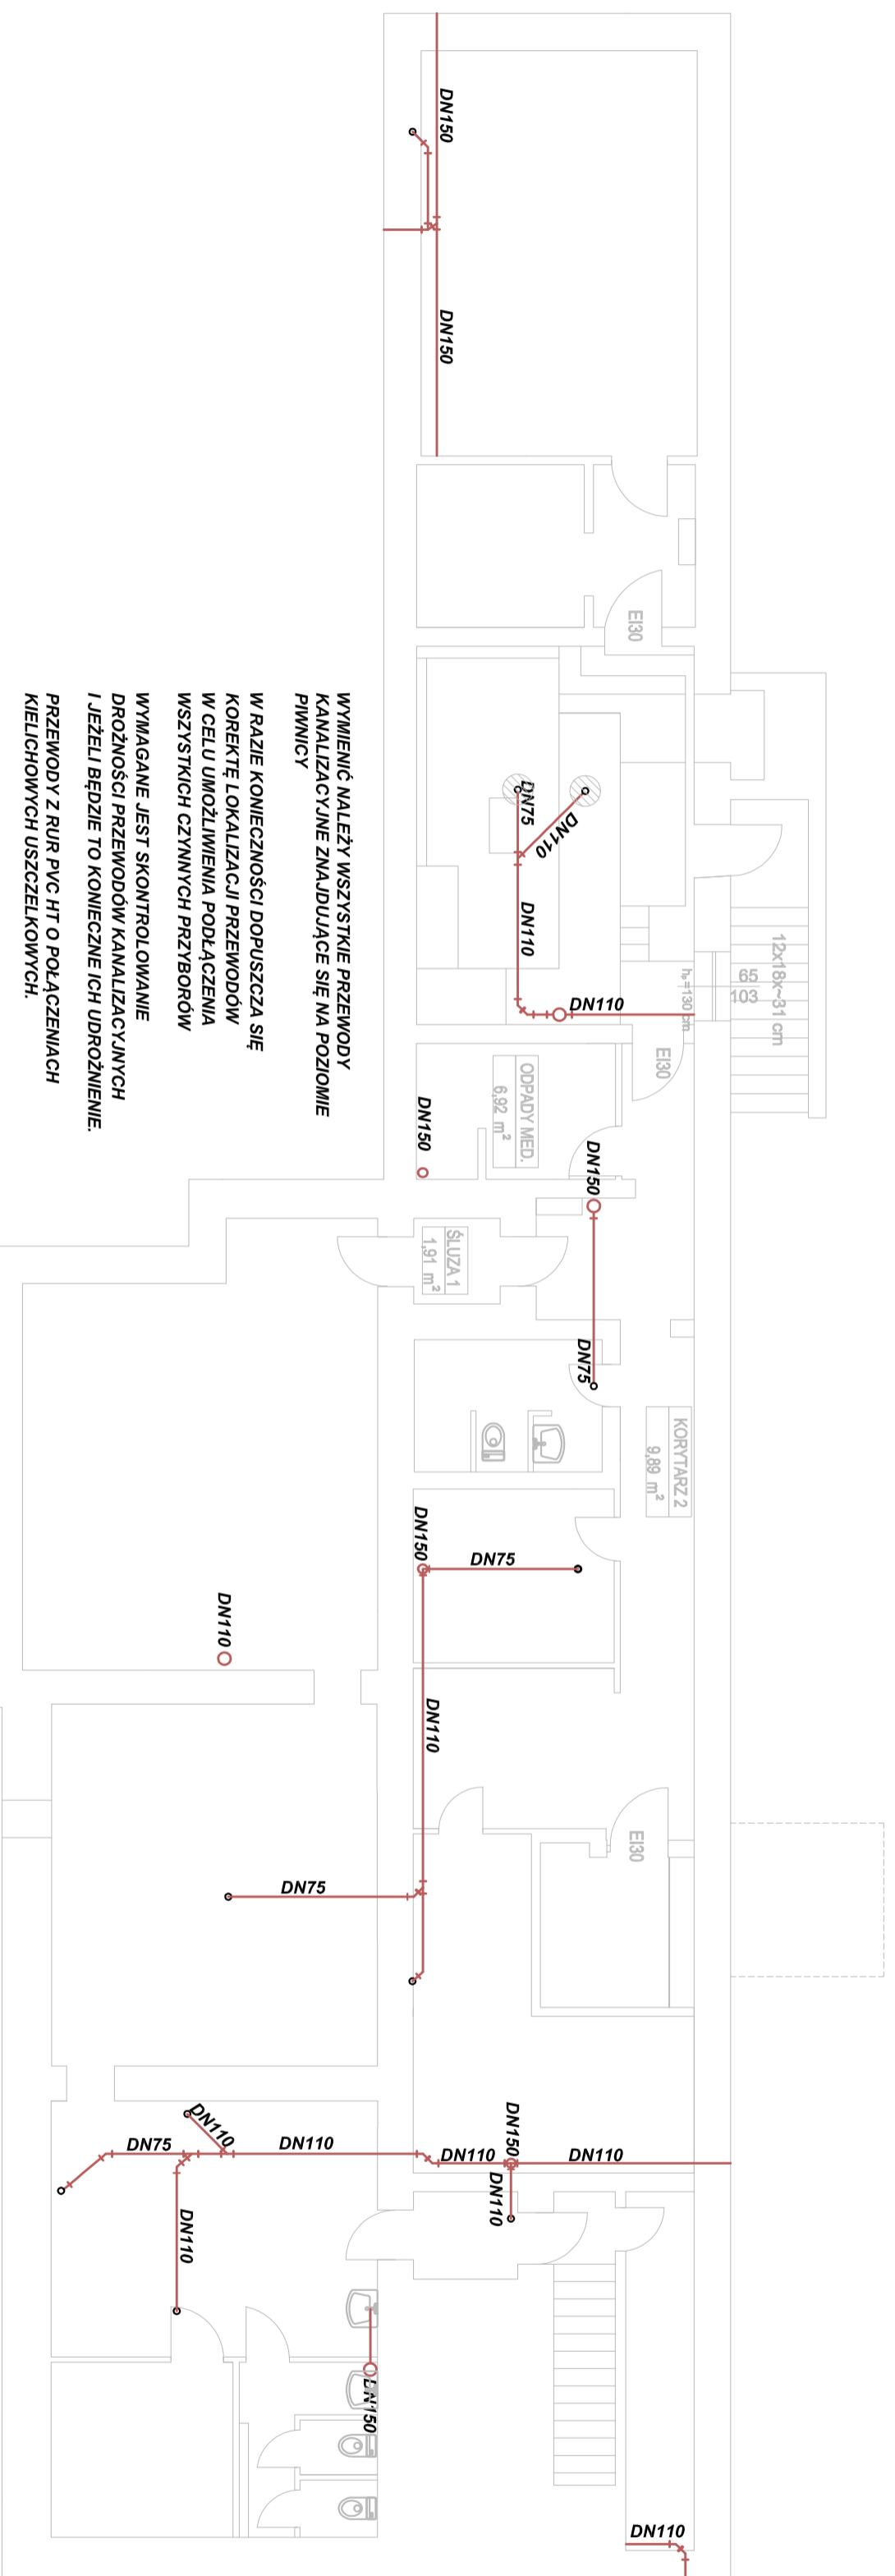 DN150
DN150
EI30
DN75
DN110
DN110
DN110
12x18x~31 cm
65
103
hp=130 cm
EI30
ODPADY MED.
6,92 m²
DN150
DN150
ŚLUZA 1
1,91 m²
DN75
KORYTARZ 2
9,89 m²
DN150
DN75
DN110
DN110
EI30
DN75
DN150
DN110
DN75
DN110
DN110
DN110
DN110
DN110
DN150
DN110
WYMIENIĆ NALEŻY WSZYSTKIE PRZEWODY
KANALIZACYJNE ZNAJDUJĄCE SIĘ NA POZIOMIE
PIWNICY
W RAZIE KONIECZNOŚCI DOPUSZCZA SIĘ
KOREKTĘ LOKALIZACJI PRZEWODÓW
W CELU UMOŻLIWIENIA PODŁĄCZENIA
WSZYSTKICH CZYNNYCH PRZYBORÓW
WYMAGANE JEST SKONTROLOWANIE
DROŻNOŚCI PRZEWODÓW KANALIZACYJNYCH
I JEŻELI BĘDZIE TO KONIECZNE ICH UDROŻNIENIE.
PRZEWODY Z RUR PVC HT O POŁĄCZENIACH
KIELICHOWYCH USZCZELKOWYCH.